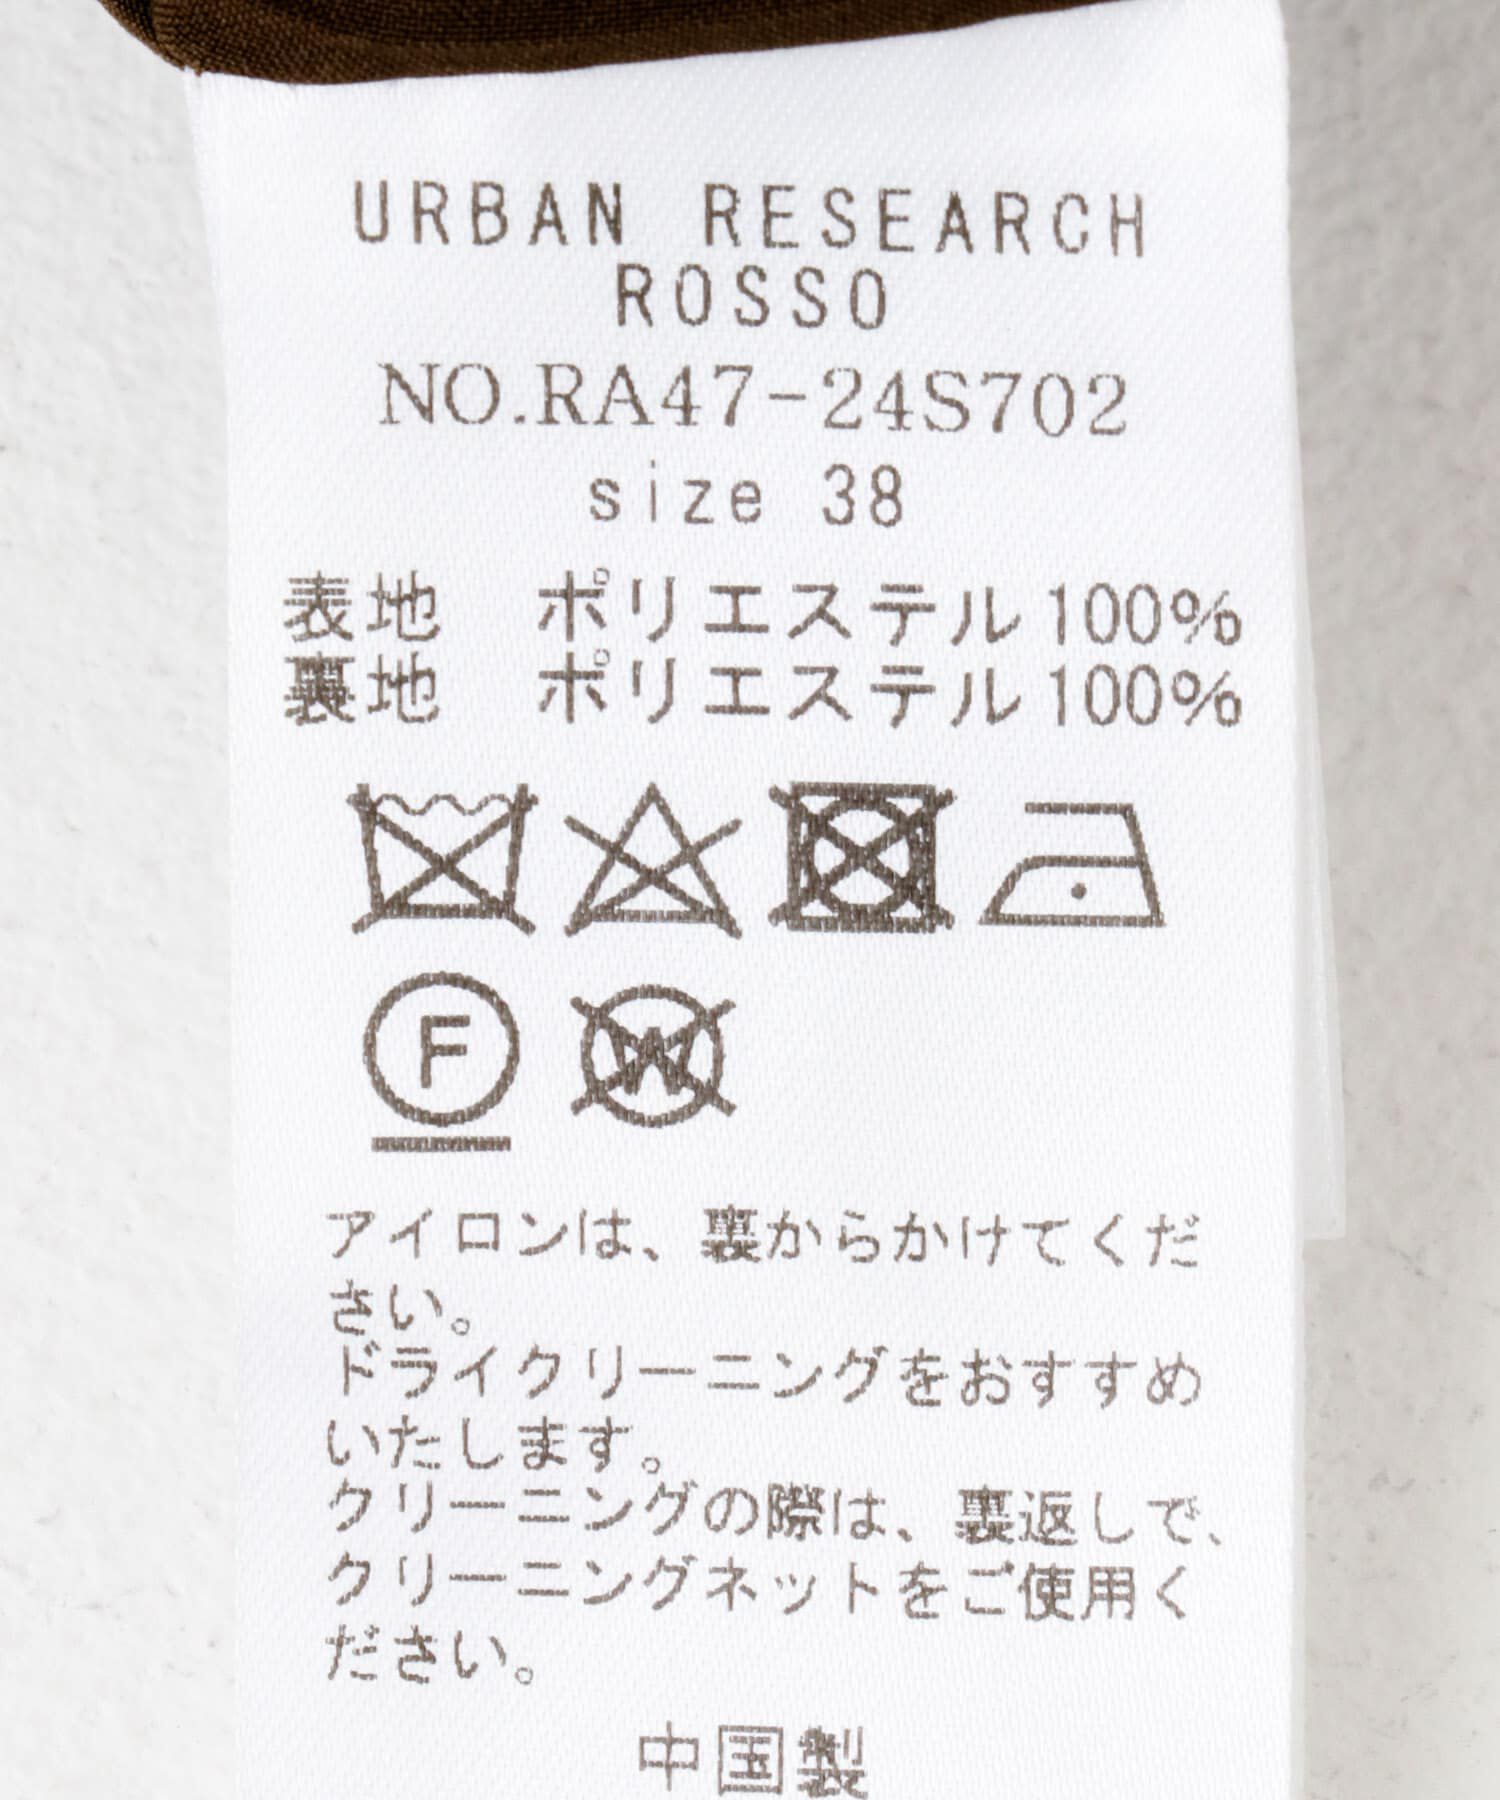 URBAN RESEARCH
ROSSO
NO.RA47-24S702
size 38
表地 ポリエステル100%
裏地 ポリエステル100%
F
W
アイロンは、裏からかけてくだ
さい。
ドライクリーニングをおすすめ
いたします。
クリーニングの際は、裏返しで、
クリーニングネットをご使用く
ださい。
中国製